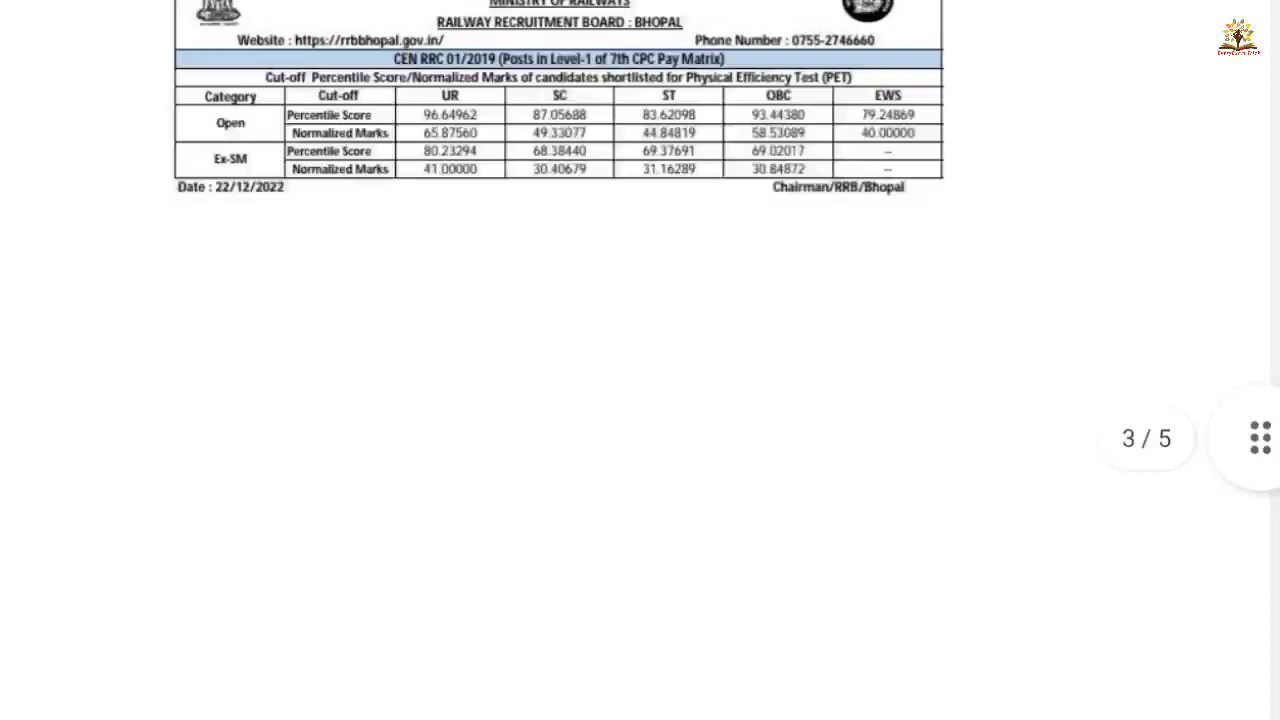 MINISTRY OF RAILWAYS
RAILWAY RECRUITMENT BOARD : BHOPAL
Website : https://rrbbhopal.gov.in/ Phone Number : 0755-2746660
CEN RRC 01/2019 (Posts in Level-1 of 7th CPC Pay Matrix)
Cut-off Percentile Score/Normalized Marks of candidates shortlisted for Physical Efficiency Test (PET)
Category Cut-off UR SC ST OBC EWS
Open Percentile Score 96.64962 87.05688 83.62098 93.44380 79.24869
Normalized Marks 65.87560 49.33077 44.84819 58.53089 40.00000
Ex-SM Percentile Score 80.23294 68.38440 69.37691 69.02017 --
Normalized Marks 41.00000 30.40679 31.16289 30.84872 --
Date : 22/12/2022 Chairman/RRB/Bhopal
3 / 5